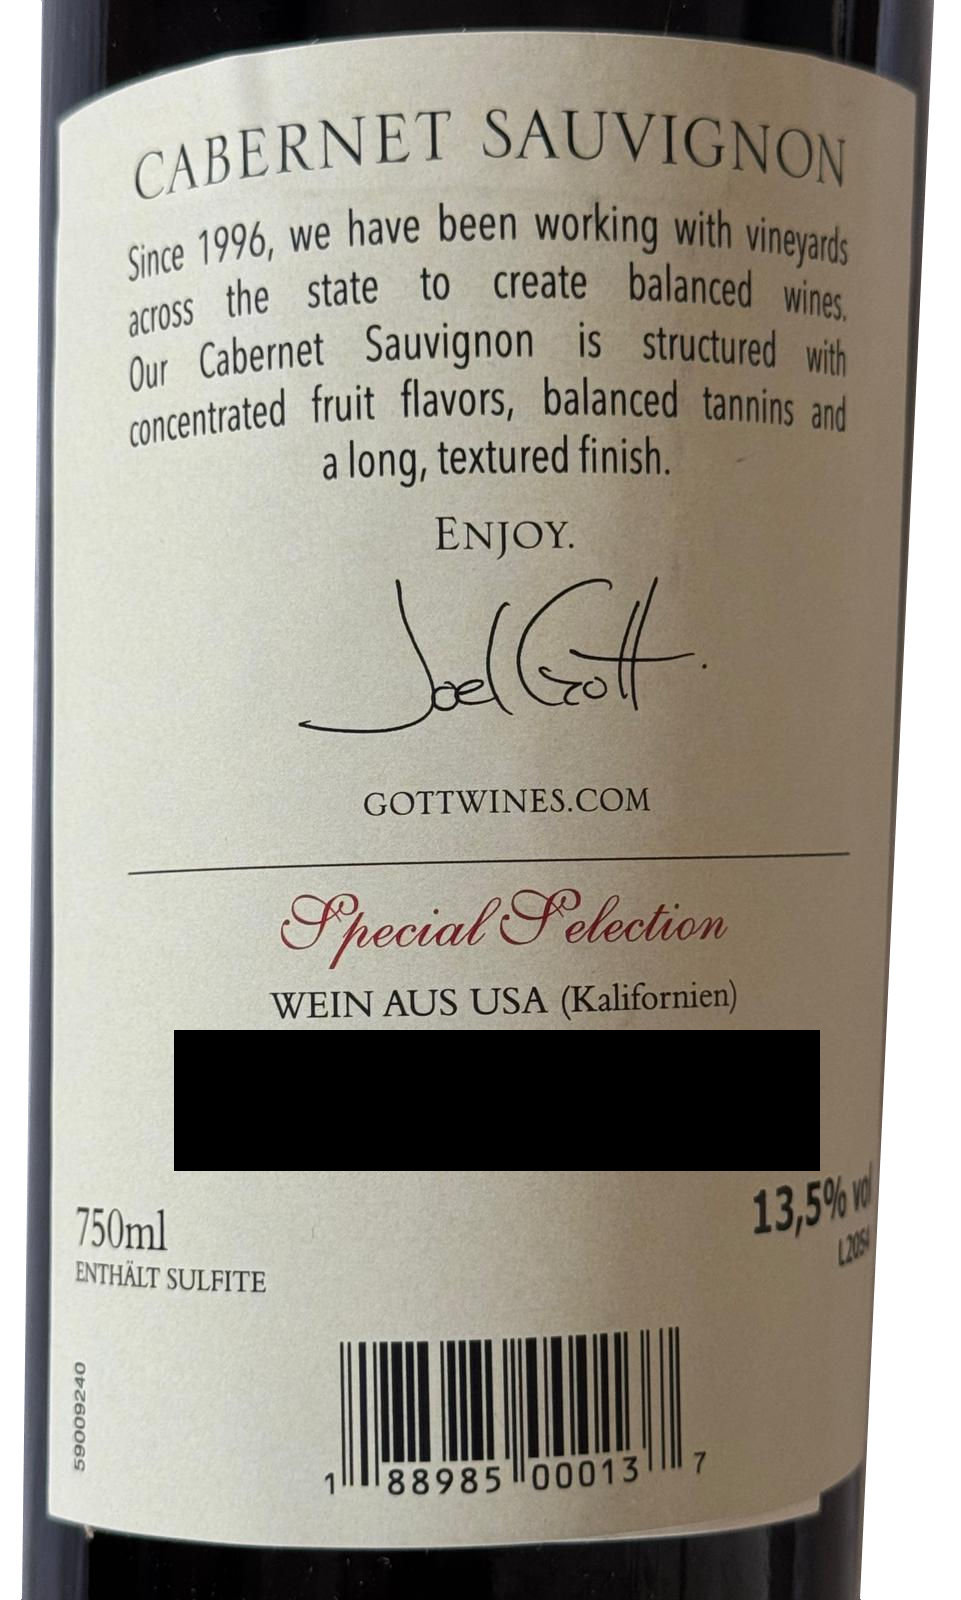 CABERNET SAUVIGNON
Since 1996, we have been working with vineyards
across the state to create balanced wines.
Our Cabernet Sauvignon is structured with
concentrated fruit flavors, balanced tannins and
a long, textured finish.
ENJOY.
Joel Gott.
GOTTWINES.COM
Special Selection
WEIN AUS USA (Kalifornien)
750ml
ENTHÄLT SULFITE
13,5% vol
L2054
59009240
1 88985 00013 7